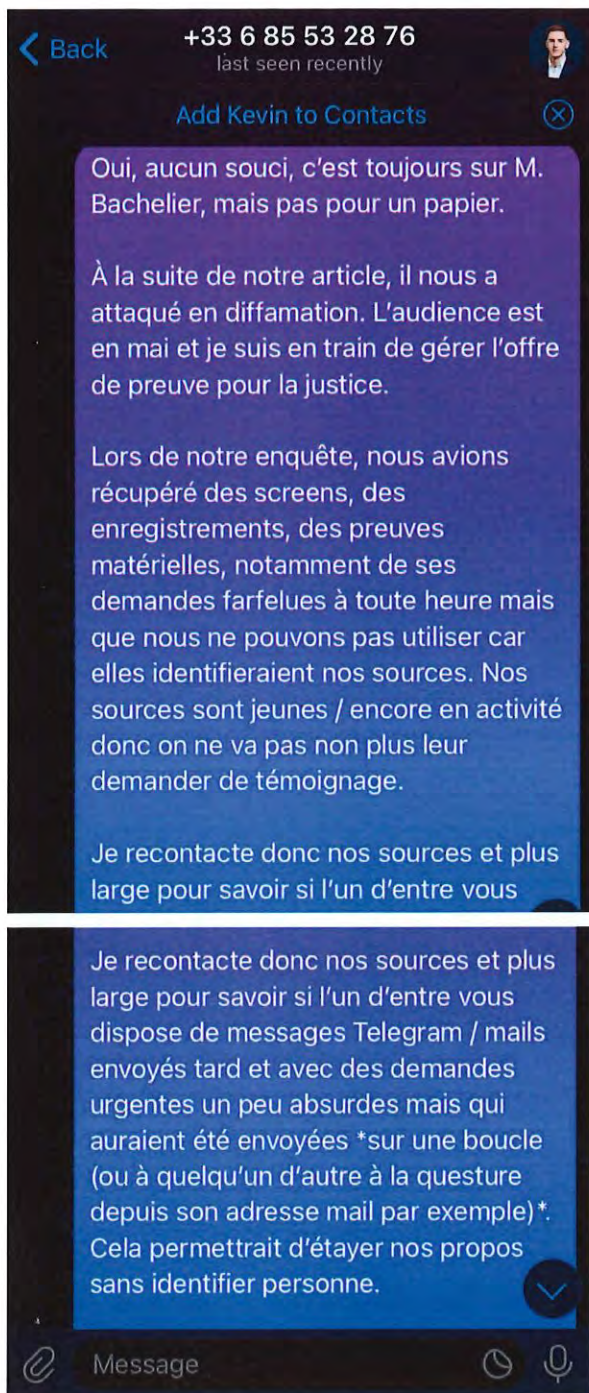 Back
+33 6 85 53 28 76
last seen recently
Add Kevin to Contacts
Oui, aucun souci, c'est toujours sur M.
Bachelier, mais pas pour un papier.
À la suite de notre article, il nous a
attaqué en diffamation. L'audience est
en mai et je suis en train de gérer l'offre
de preuve pour la justice.
Lors de notre enquête, nous avions
récupéré des screens, des
enregistrements, des preuves
matérielles, notamment de ses
demandes farfelues à toute heure mais
que nous ne pouvons pas utiliser car
elles identifieraient nos sources. Nos
sources sont jeunes / encore en activité
donc on ne va pas non plus leur
demander de témoignage.
Je recontacte donc nos sources et plus
large pour savoir si l'un d'entre vous
Je recontacte donc nos sources et plus
large pour savoir si l'un d'entre vous
dispose de messages Telegram / mails
envoyés tard et avec des demandes
urgentes un peu absurdes mais qui
auraient été envoyées *sur une boucle
(ou à quelqu'un d'autre à la questure
depuis son adresse mail par exemple)*.
Cela permettrait d'étayer nos propos
sans identifier personne.
Message